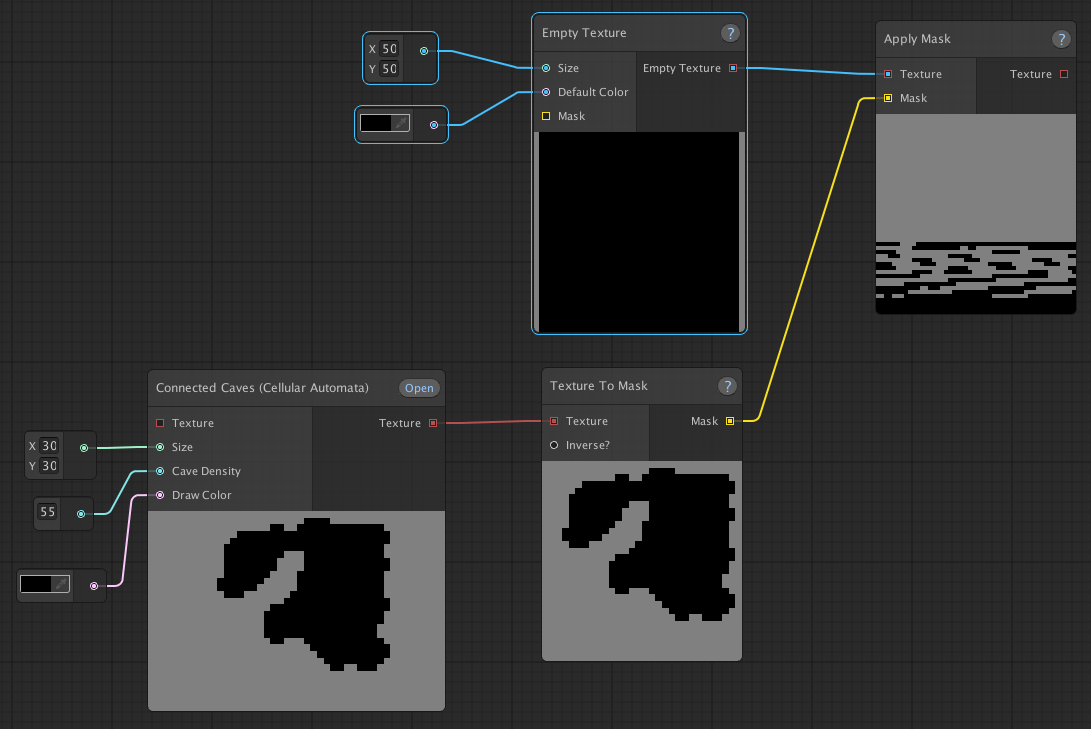 X 50
Y 50
Empty Texture ?
Size Empty Texture
Default Color
Mask
Apply Mask ?
Texture Texture
Mask
Connected Caves (Cellular Automata) Open
Texture Texture
Size
Cave Density
Draw Color
X 30
Y 30
55
Texture To Mask ?
Texture Mask
Inverse?